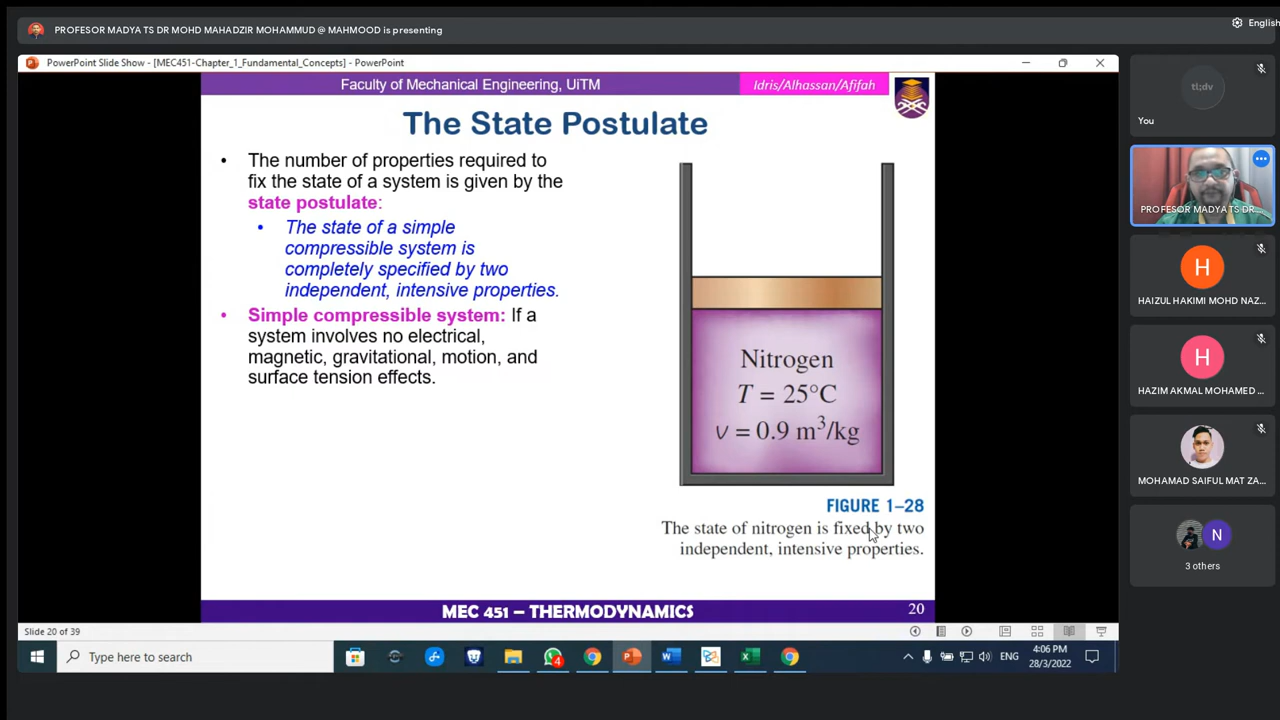 PROFESOR MADYA TS DR MOHD MAHADZIR MOHAMMUD @ MAHMOOD is presenting
English
PowerPoint Slide Show - [MEC451-Chapter_1_Fundamental_Concepts] - PowerPoint
Faculty of Mechanical Engineering, UiTM
Idris/Alhassan/Afifah
The State Postulate
• The number of properties required to
fix the state of a system is given by the
state postulate:
• The state of a simple
compressible system is
completely specified by two
independent, intensive properties.
• Simple compressible system: If a
system involves no electrical,
magnetic, gravitational, motion, and
surface tension effects.
Nitrogen
T = 25°C
v = 0.9 m³/kg
FIGURE 1–28
The state of nitrogen is fixed by two
independent, intensive properties.
MEC 451 – THERMODYNAMICS
20
Slide 20 of 39
Type here to search
4
ENG
4:06 PM
28/3/2022
tl;dv
You
PROFESOR MADYA TS DR...
H
HAIZUL HAKIMI MOHD NAZ...
H
HAZIM AKMAL MOHAMED ...
MOHAMAD SAIFUL MAT ZA...
N
3 others